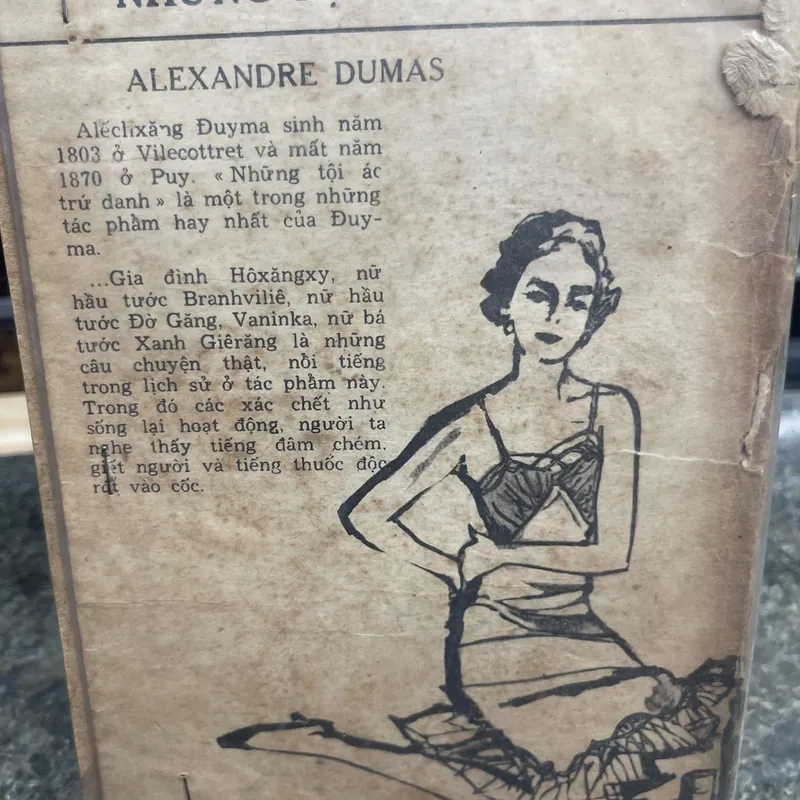 ALEXANDRE DUMAS
Alếchxăng Đuyma sinh năm
1803 ở Vilecottret và mất năm
1870 ở Puy. « Những tội ác
trứ danh » là một trong những
tác phẩm hay nhất của Đuy-
ma.
...Gia đình Hôxăngxy, nữ
hầu tước Branhviliê, nữ hầu
tước Đờ Găng, Vaninka, nữ bá
tước Xanh Giêrăng là những
câu chuyện thật, nổi tiếng
trong lịch sử ở tác phẩm này.
Trong đó các xác chết như
sống lại hoạt động, người ta
nghe thấy tiếng đâm chém.
giết người và tiếng thuốc độc
rót vào cốc.